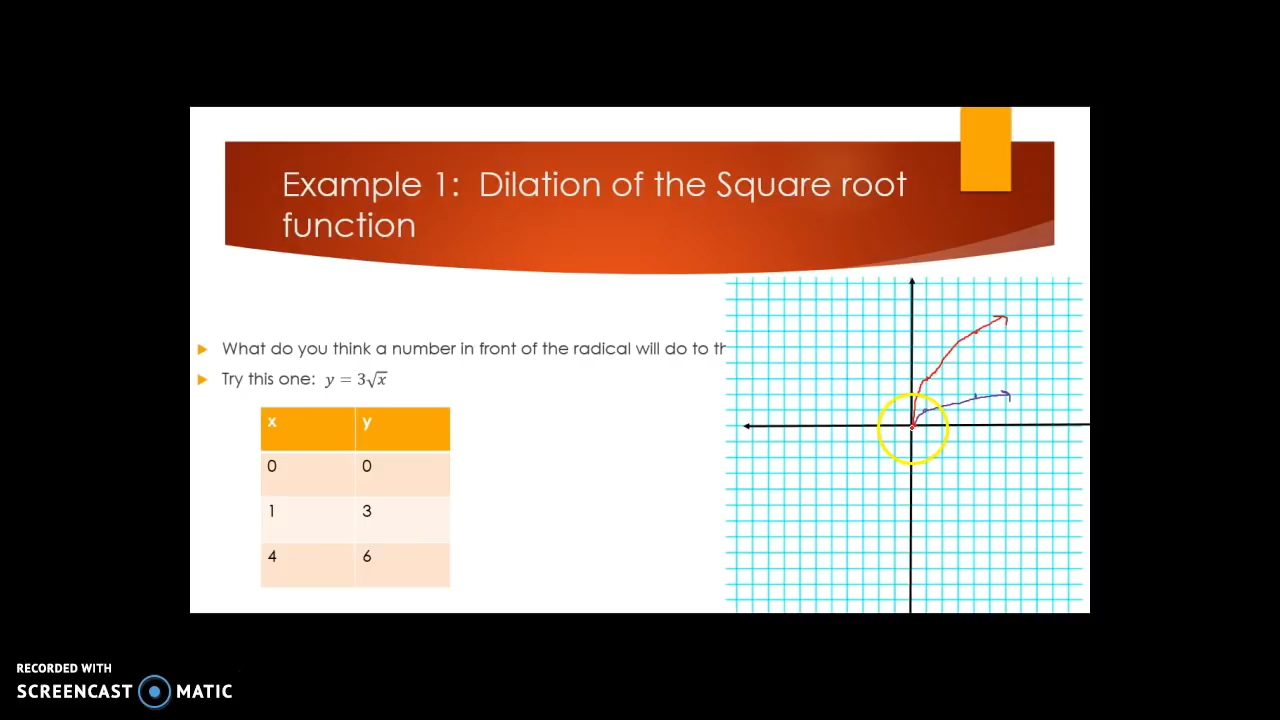 Example 1: Dilation of the Square root
function
What do you think a number in front of the radical will do to th
Try this one: y = 3√x
x y
0 0
1 3
4 6
RECORDED WITH
SCREENCAST MATIC